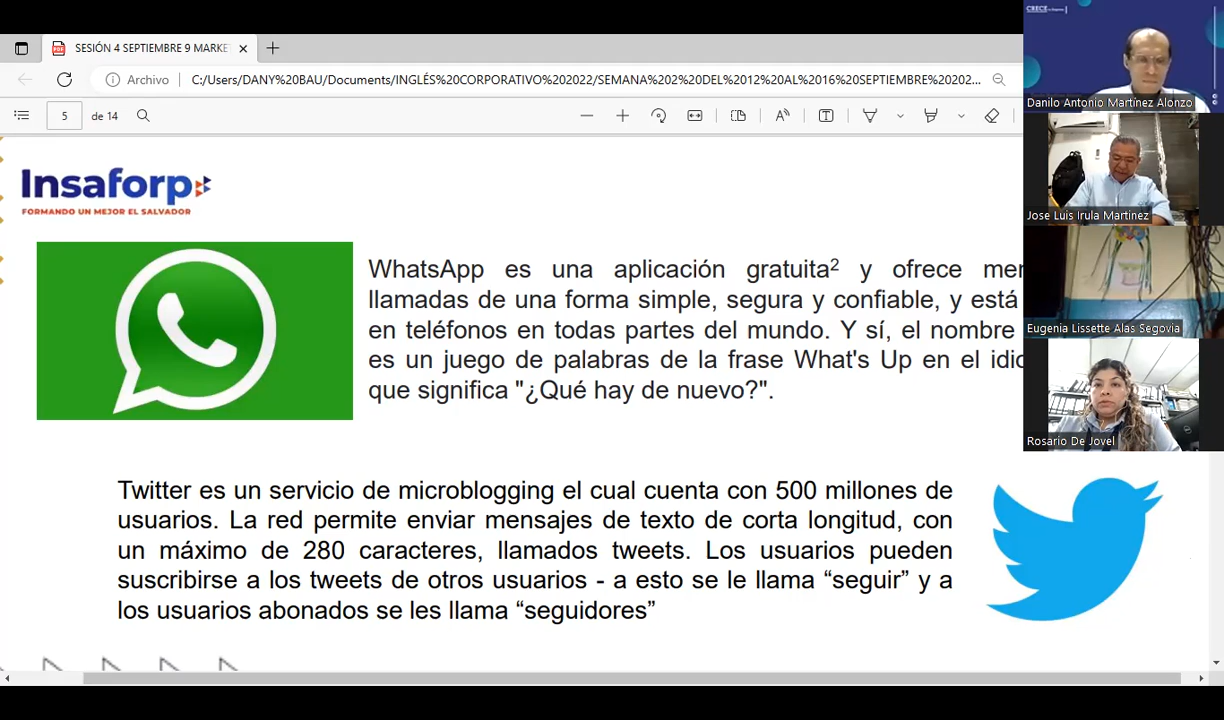 SESIÓN 4 SEPTIEMBRE 9 MARKE
Archivo
C:/Users/DANY%20BAU/Documents/INGLÉS%20CORPORATIVO%202022/SEMANA%202%20DEL%2012%20AL%2016%20SEPTIEMBRE%202...
5 de 14
Insaforp
FORMANDO UN MEJOR EL SALVADOR
WhatsApp es una aplicación gratuita² y ofrece
llamadas de una forma simple, segura y confiable, y está
en teléfonos en todas partes del mundo. Y sí, el nombre
es un juego de palabras de la frase What's Up en el
que significa "¿Qué hay de nuevo?".
Twitter es un servicio de microblogging el cual cuenta con 500 millones de
usuarios. La red permite enviar mensajes de texto de corta longitud, con
un máximo de 280 caracteres, llamados tweets. Los usuarios pueden
suscribirse a los tweets de otros usuarios - a esto se le llama “seguir” y a
los usuarios abonados se les llama “seguidores”
CRECE
Danilo Antonio Martínez Alonzo
Jose Luis Irula Martinez
Eugenia Lissette Alas Segovia
Rosario De Jovel